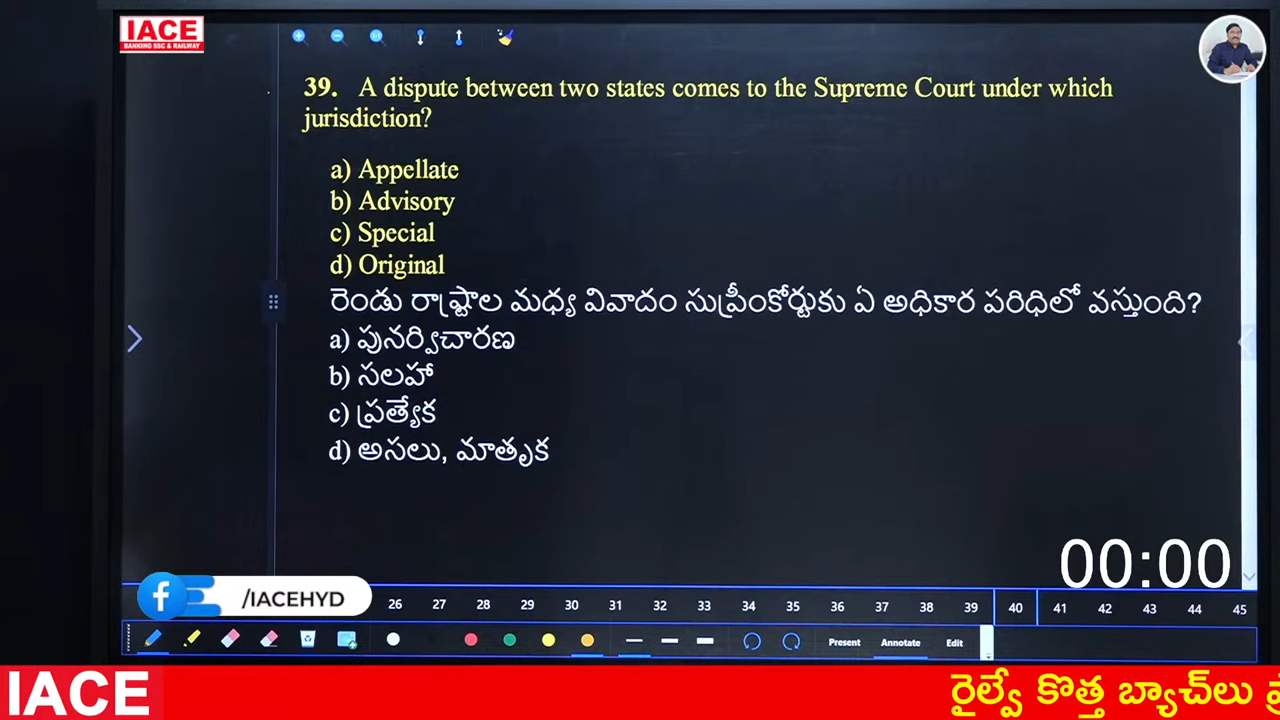 IACE
BANKING SSC & RAILWAY
39. A dispute between two states comes to the Supreme Court under which
jurisdiction?
a) Appellate
b) Advisory
c) Special
d) Original
రెండు రాష్ట్రాల మధ్య వివాదం సుప్రీంకోర్టుకు ఏ అధికార పరిధిలో వస్తుంది?
a) పునర్విచారణ
b) సలహా
c) ప్రత్యేక
d) అసలు, మాతృక
00:00
/IACEHYD
26 27 28 29 30 31 32 33 34 35 36 37 38 39 40 41 42 43 44 45
Present Annotate Edit
IACE
రైల్వే కొత్త బ్యాచ్‌లు